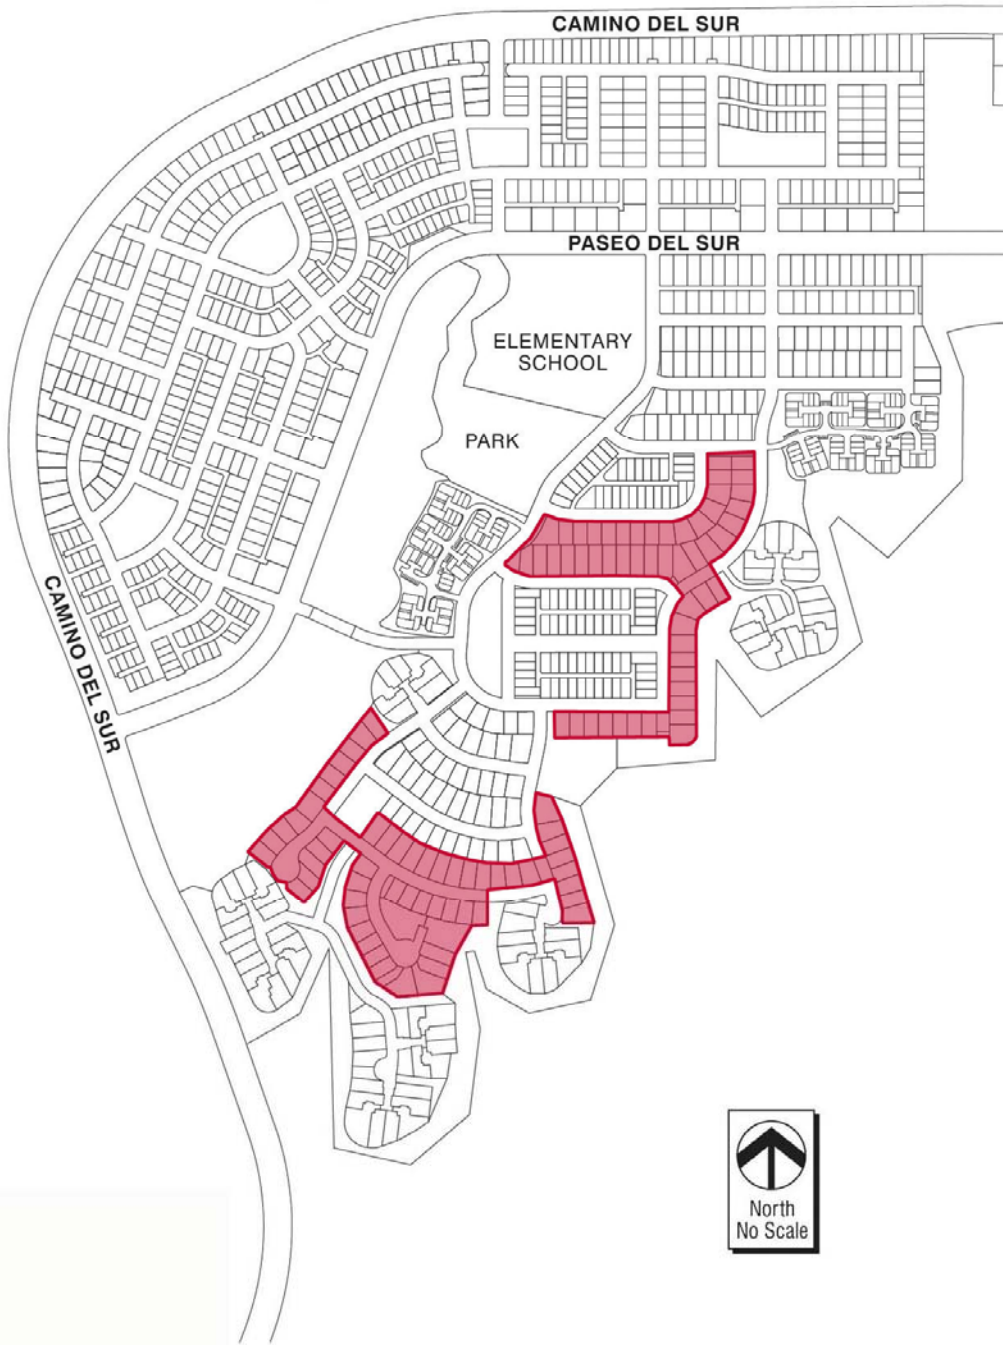 CAMINO DEL SUR
PASEO DEL SUR
ELEMENTARY
SCHOOL
PARK
CAMINO DEL SUR
North
No Scale